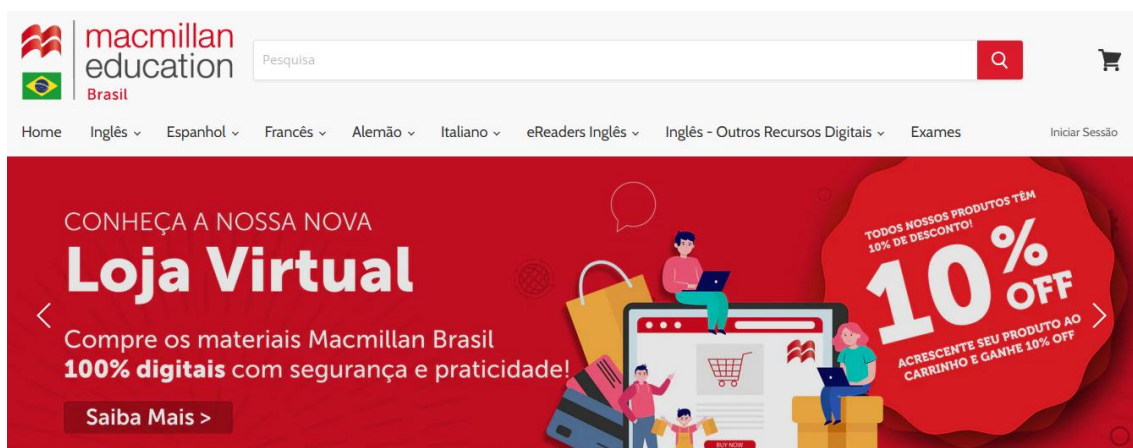 macmillan
education
Brasil
Pesquisa
Home Inglês Espanhol Francês Alemão Italiano eReaders Inglês Inglês - Outros Recursos Digitais Exames Iniciar Sessão
CONHEÇA A NOSSA NOVA
Loja Virtual
Compre os materiais Macmillan Brasil
100% digitais com segurança e praticidade!
Saiba Mais >
TODOS NOSSOS PRODUTOS TÊM
10% DE DESCONTO!
10%
OFF
ACRESCENTE SEU PRODUTO AO
CARRINHO E GANHE 10% OFF
BUY NOW